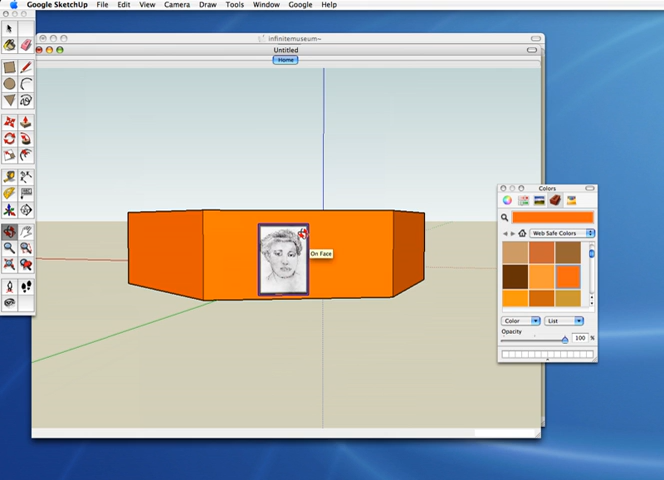 Google SketchUp File Edit View Camera Draw Tools Window Google Help
infinitemuseum~
Untitled
Home
Colors
Web Safe Colors
On Face
Color
List
Opacity
100 %